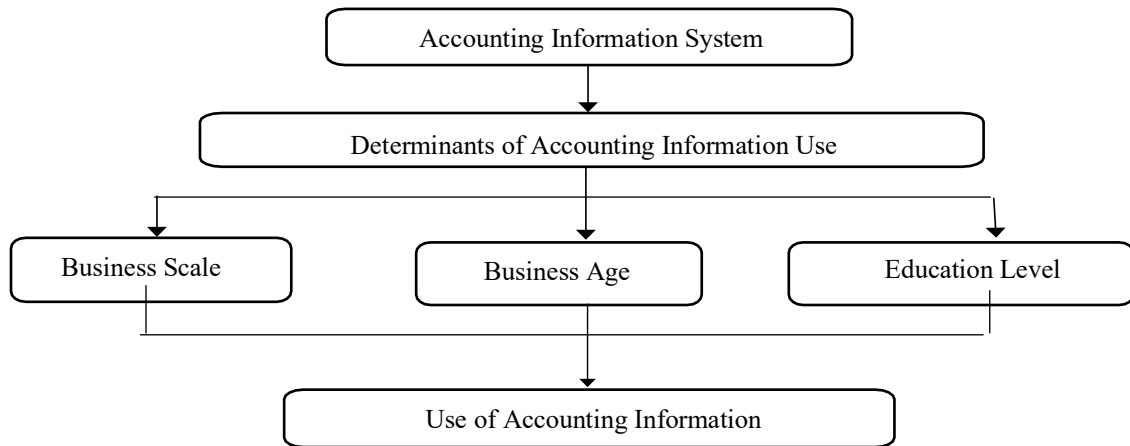 Accounting Information System
Determinants of Accounting Information Use
Business Scale
Business Age
Education Level
Use of Accounting Information